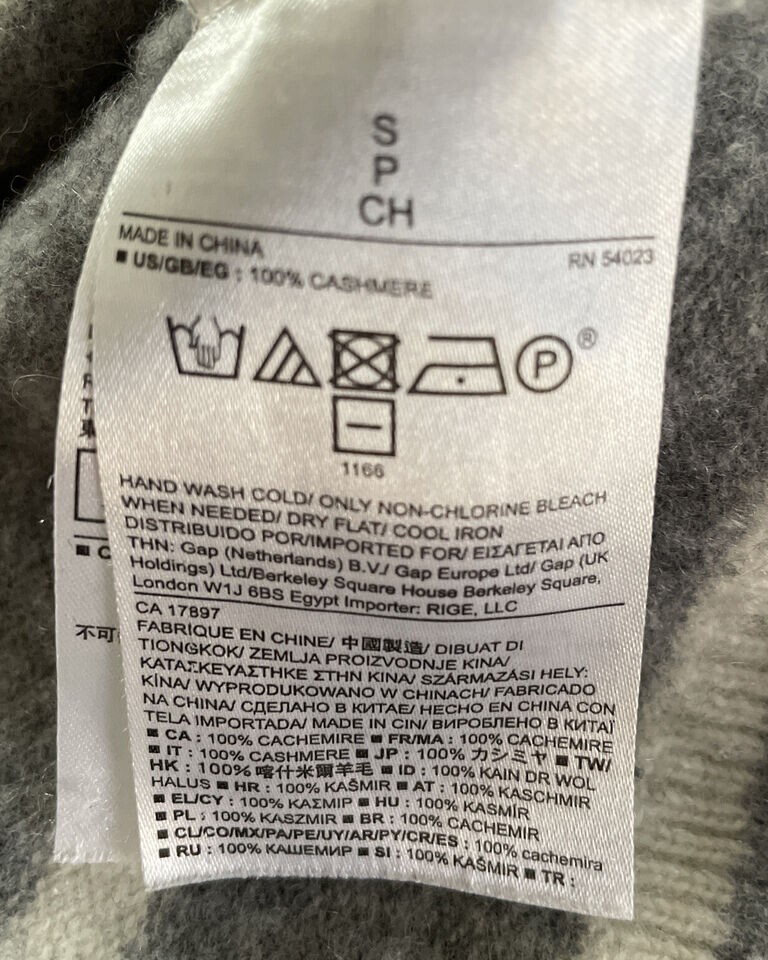 S
P
CH
MADE IN CHINA
RN 54023
■ US/GB/EG : 100% CASHMERE
P
®
1166
HAND WASH COLD/ ONLY NON-CHLORINE BLEACH
WHEN NEEDED/ DRY FLAT/ COOL IRON
DISTRIBUIDO POR/IMPORTED FOR/ ΕΙΣΑΓΕΤΑΙ ΑΠΟ
ΤΗΝ: Gap (Netherlands) B.V./ Gap Europe Ltd/ Gap (UK
Holdings) Ltd/Berkeley Square House Berkeley Square,
London W1J 6BS Egypt Importer: RIGE, LLC
CA 17897
FABRIQUE EN CHINE/ 中國製造/ DIBUAT DI
TIONGKOK/ ZEMLJA PROIZVODNJE KINA/
ΚΑΤΑΣΚΕΥΑΣΤΗΚΕ ΣΤΗΝ ΚΙΝΑ/ SZÁRMAZÁSI HELY:
KÍNA/ WYPRODUKOWANO W CHINACH/ FABRICADO
NA CHINA/ СДЕЛАНО В КИТАЕ/ HECHO EN CHINA CON
TELA IMPORTADA/ MADE IN CIN/ ВИРОБЛЕНО В КИТАЇ
■ CA : 100% CACHEMIRE ■ FR/MA : 100% CACHEMIRE
■ IT : 100% CASHMERE ■ JP : 100% カシミヤ ■ TW/
HK : 100% 喀什米爾羊毛 ■ ID : 100% KAIN DR WOL
HALUS ■ HR : 100% KAŠMIR ■ AT : 100% KASCHMIR
■ EL/CY : 100% ΚΑΣΜΙΡ ■ HU : 100% KASMÍR
■ PL : 100% KASZMIR ■ BR : 100% CACHEMIR
■ CL/CO/MX/PA/PE/UY/AR/PY/CR/ES : 100% cachemira
■ RU : 100% КАШЕМИР ■ SI : 100% KAŠMIR ■ TR :
■ C
不可